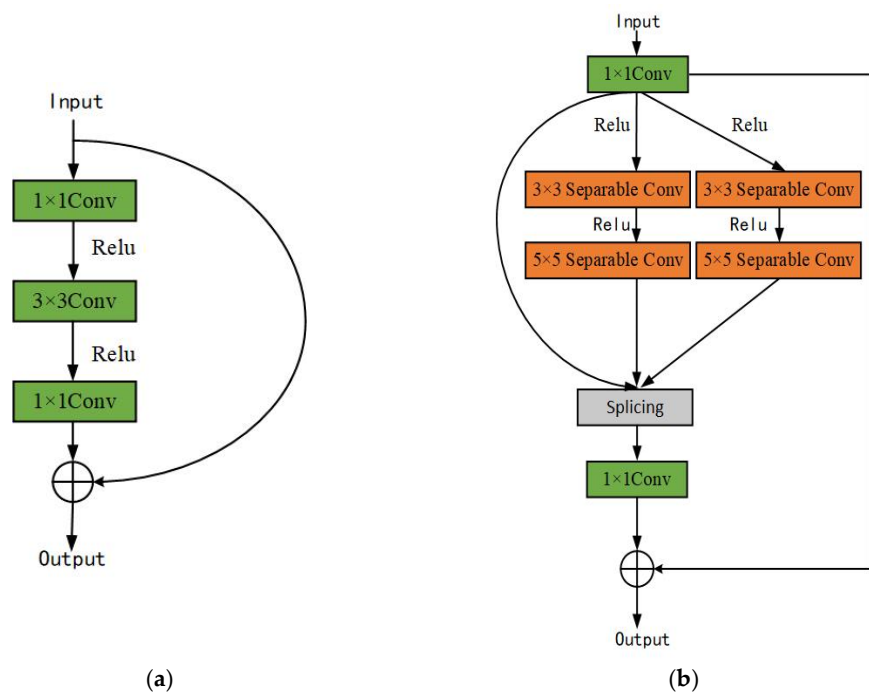 Input
1×1Conv
Relu
3×3Conv
Relu
1×1Conv
Output
(a)
Input
1×1Conv
Relu Relu
3×3 Separable Conv 3×3 Separable Conv
Relu Relu
5×5 Separable Conv 5×5 Separable Conv
Splicing
1×1Conv
Output
(b)